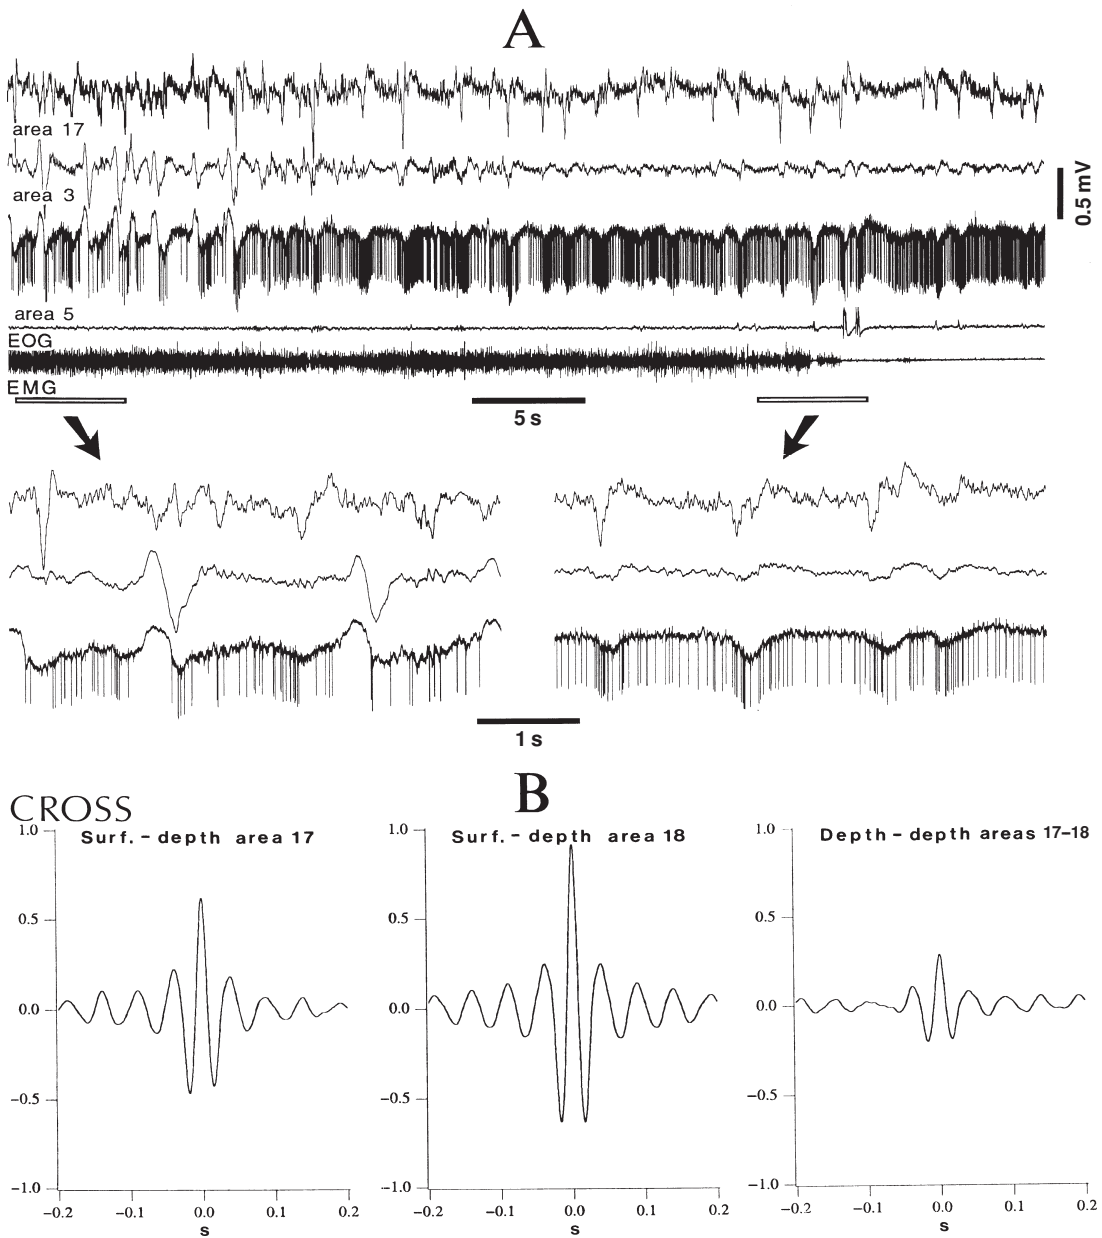 A
area 17
area 3
0.5 mV
area 5
EOG
EMG
5 s
1 s
B
CROSS
Surf. - depth area 17
1.0
0.5
0.0
−0.5
−1.0
−0.2 −0.1 0.0 0.1 0.2
s
Surf. - depth area 18
1.0
0.5
0.0
−0.5
−1.0
−0.2 −0.1 0.0 0.1 0.2
s
Depth - depth areas 17–18
1.0
0.5
0.0
−0.5
−1.0
−0.2 −0.1 0.0 0.1 0.2
s